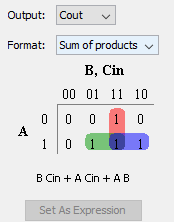 Output: Cout
Format: Sum of products
B, Cin
00 01 11 10
A 0 0 0 1 0
1 0 1 1 1
B Cin + A Cin + A B
Set As Expression